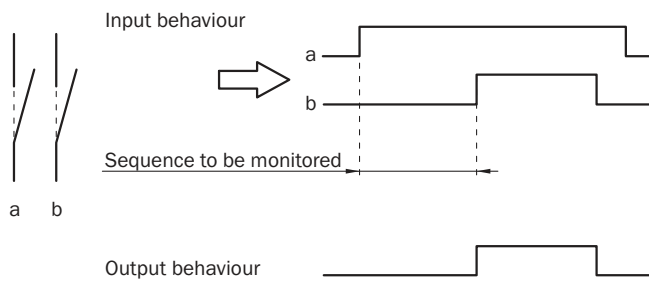 Input behaviour
a
b
Sequence to be monitored
a b
Output behaviour